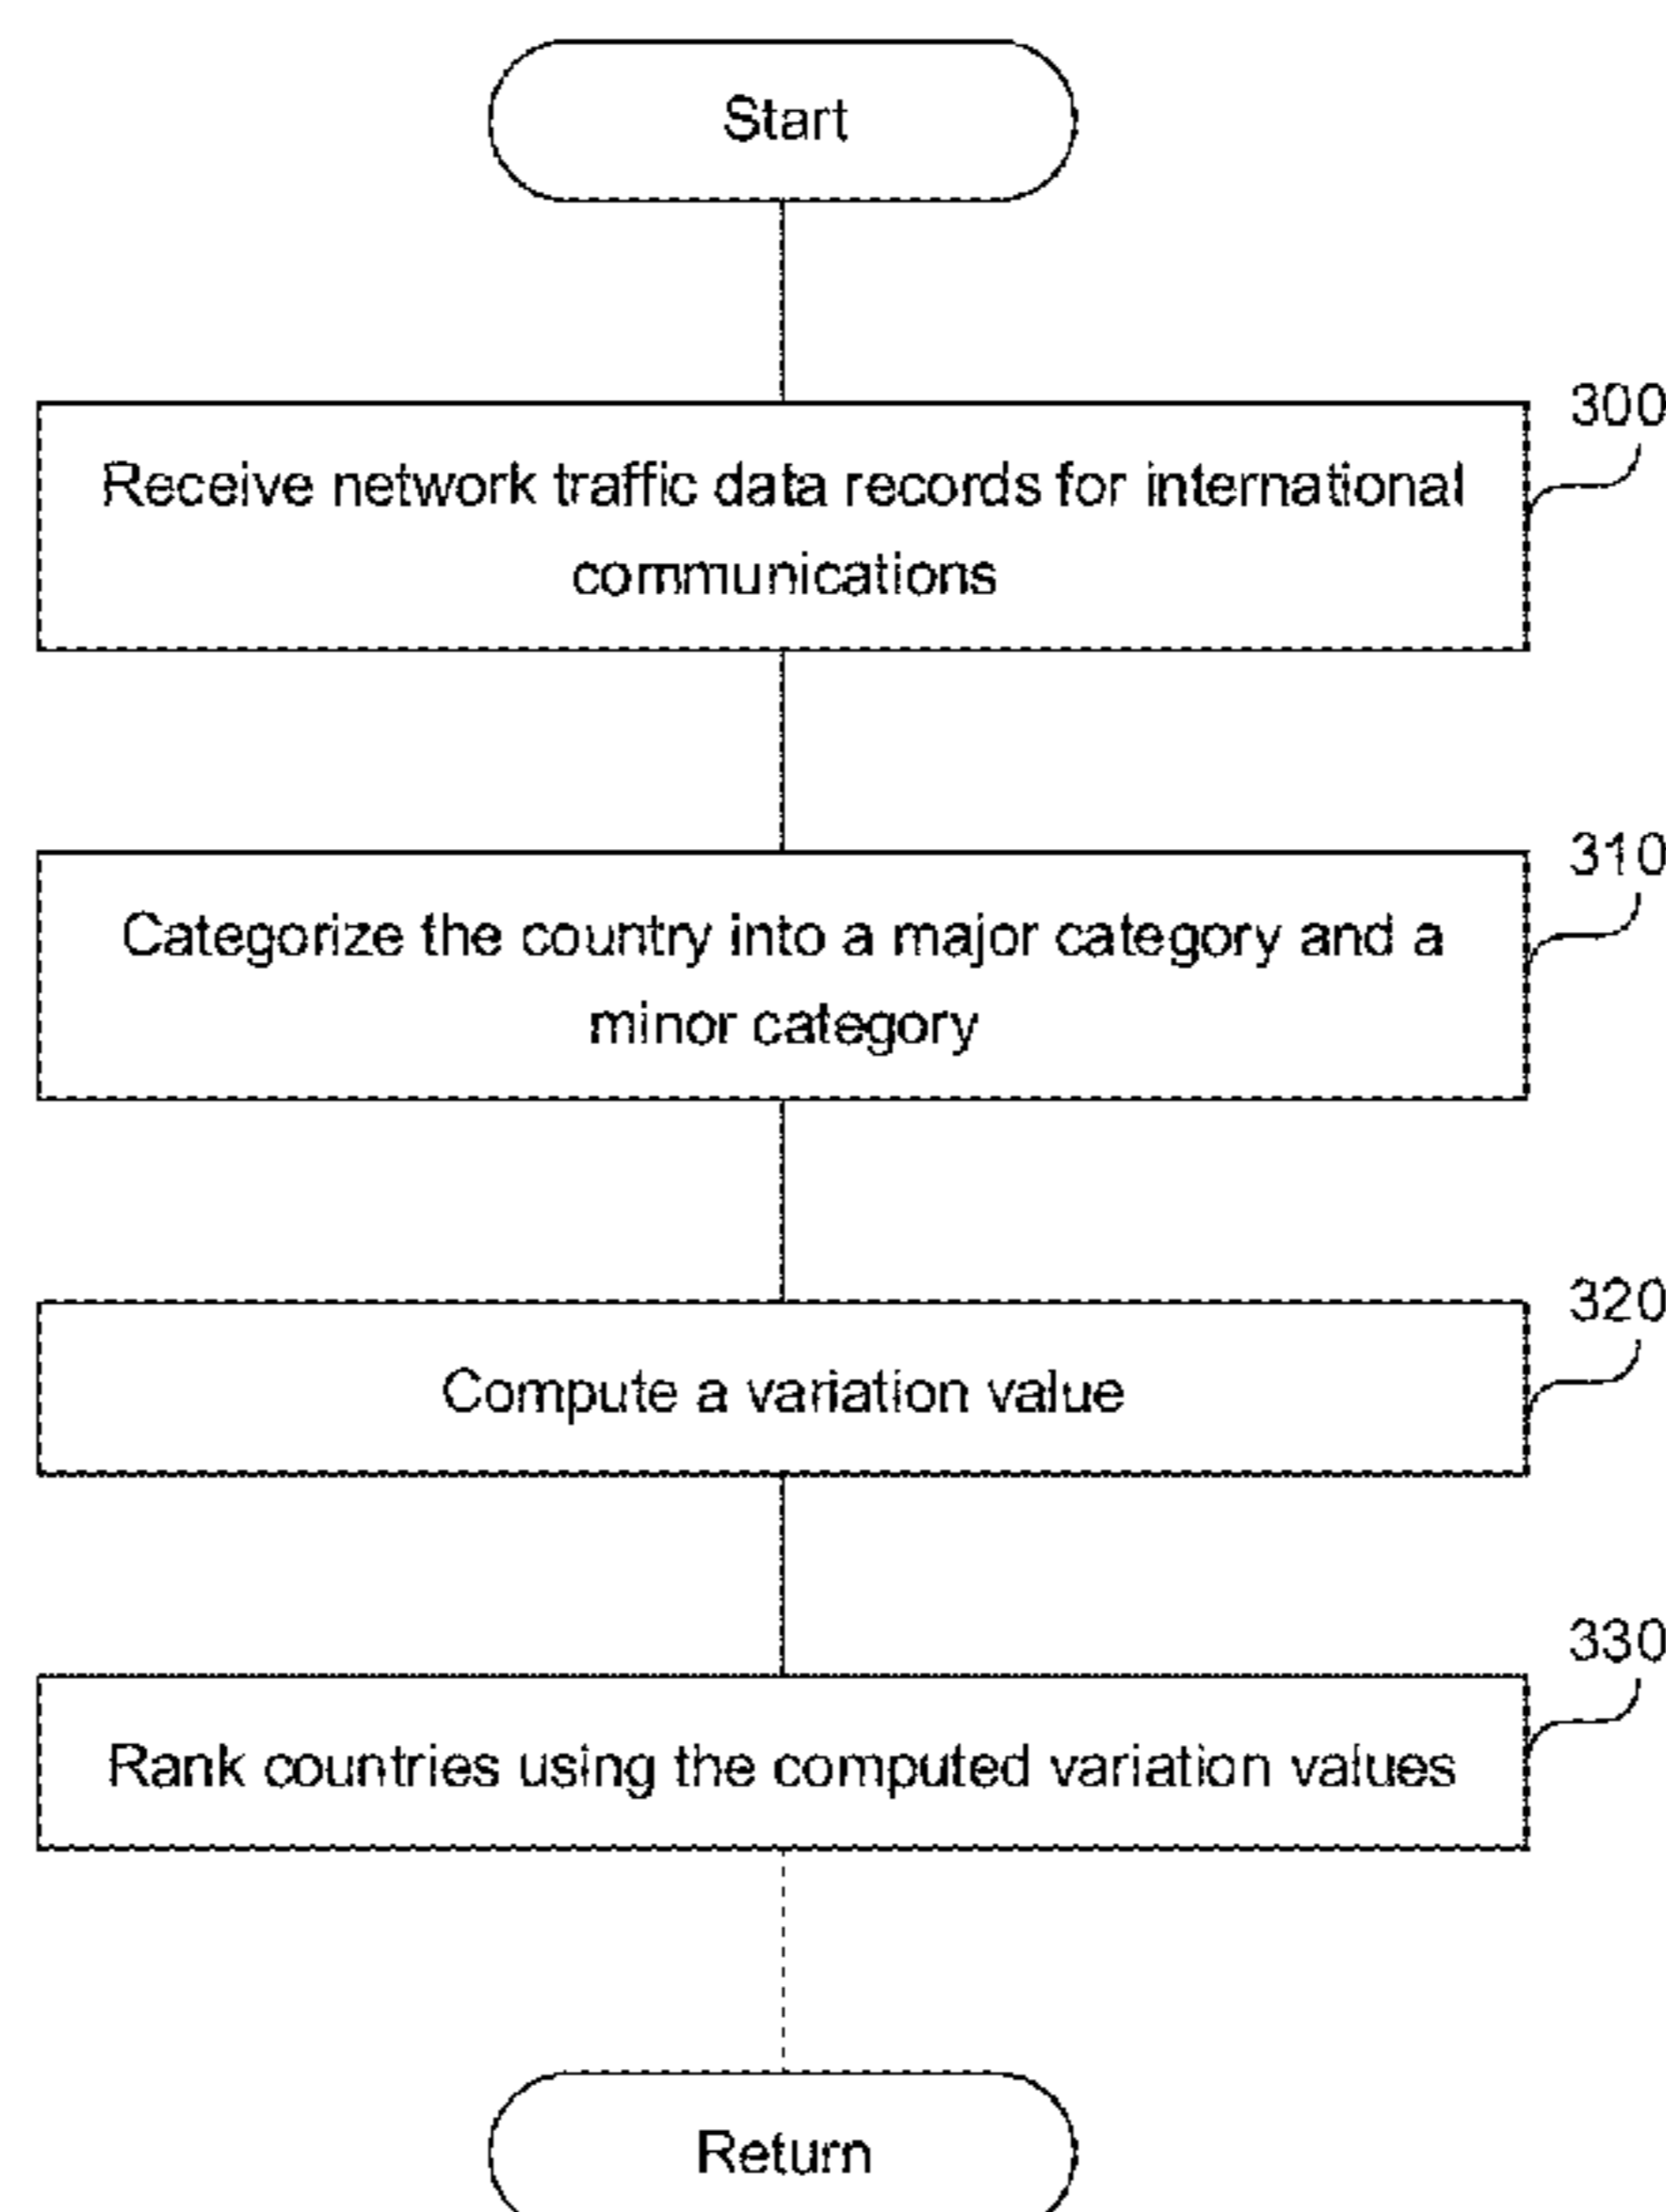 Start
300
Receive network traffic data records for international
communications
310
Categorize the country into a major category and a
minor category
320
Compute a variation value
330
Rank countries using the computed variation values
Return